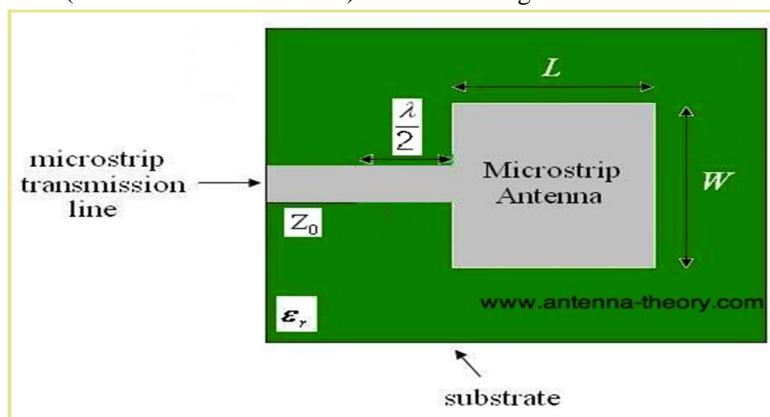 L
λ
2
microstrip
transmission
line
Microstrip
Antenna
W
Z₀
www.antenna-theory.com
εᵣ
substrate